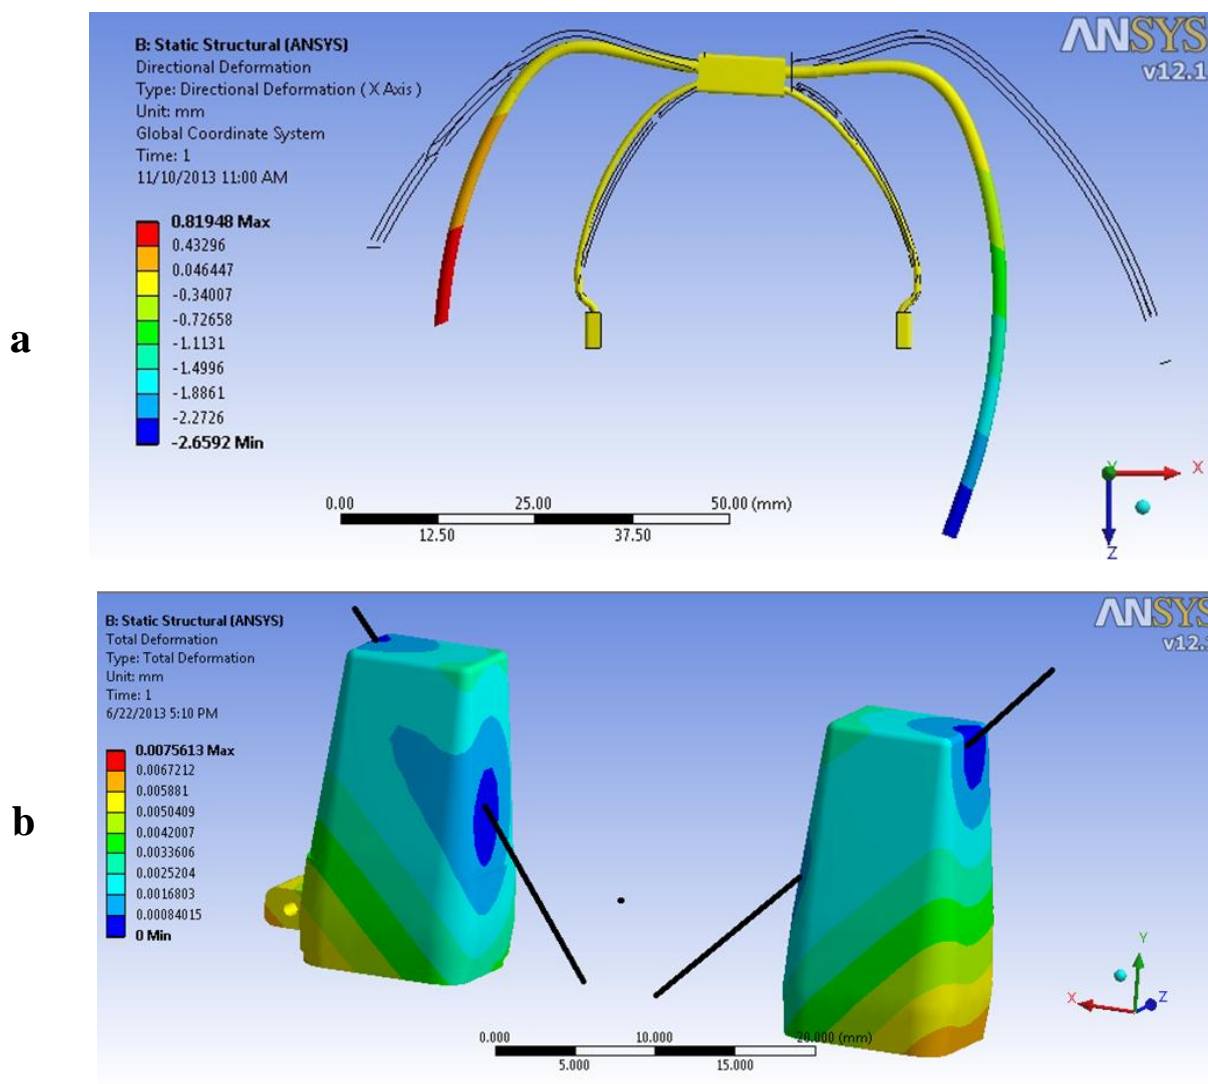 a
B: Static Structural (ANSYS)
Directional Deformation
Type: Directional Deformation ( X Axis )
Unit: mm
Global Coordinate System
Time: 1
11/10/2013 11:00 AM
0.81948 Max
0.43296
0.046447
-0.34007
-0.72658
-1.1131
-1.4996
-1.8861
-2.2726
-2.6592 Min
ANSYS
v12.1
0.00 25.00 50.00 (mm)
12.50 37.50
Y X
Z
b
B: Static Structural (ANSYS)
Total Deformation
Type: Total Deformation
Unit: mm
Time: 1
6/22/2013 5:10 PM
0.0075613 Max
0.0067212
0.005881
0.0050409
0.0042007
0.0033606
0.0025204
0.0016803
0.00084015
0 Min
ANSYS
v12.
0.000 10.000 20.000 (mm)
5.000 15.000
Y
X Z